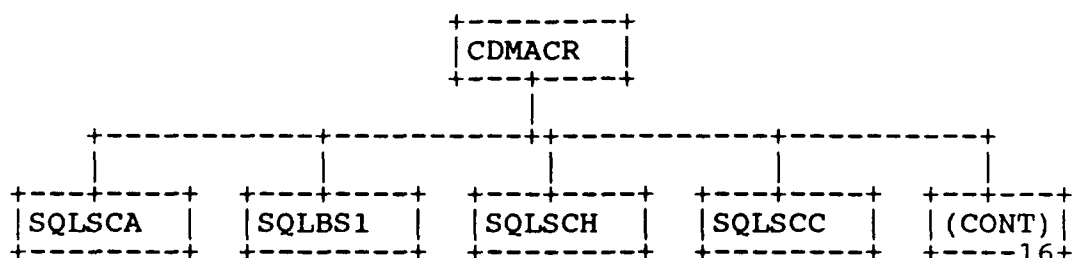 CDMACR
SQLSCA SQLBS1 SQLSCH SQLSCC (CONT)
16